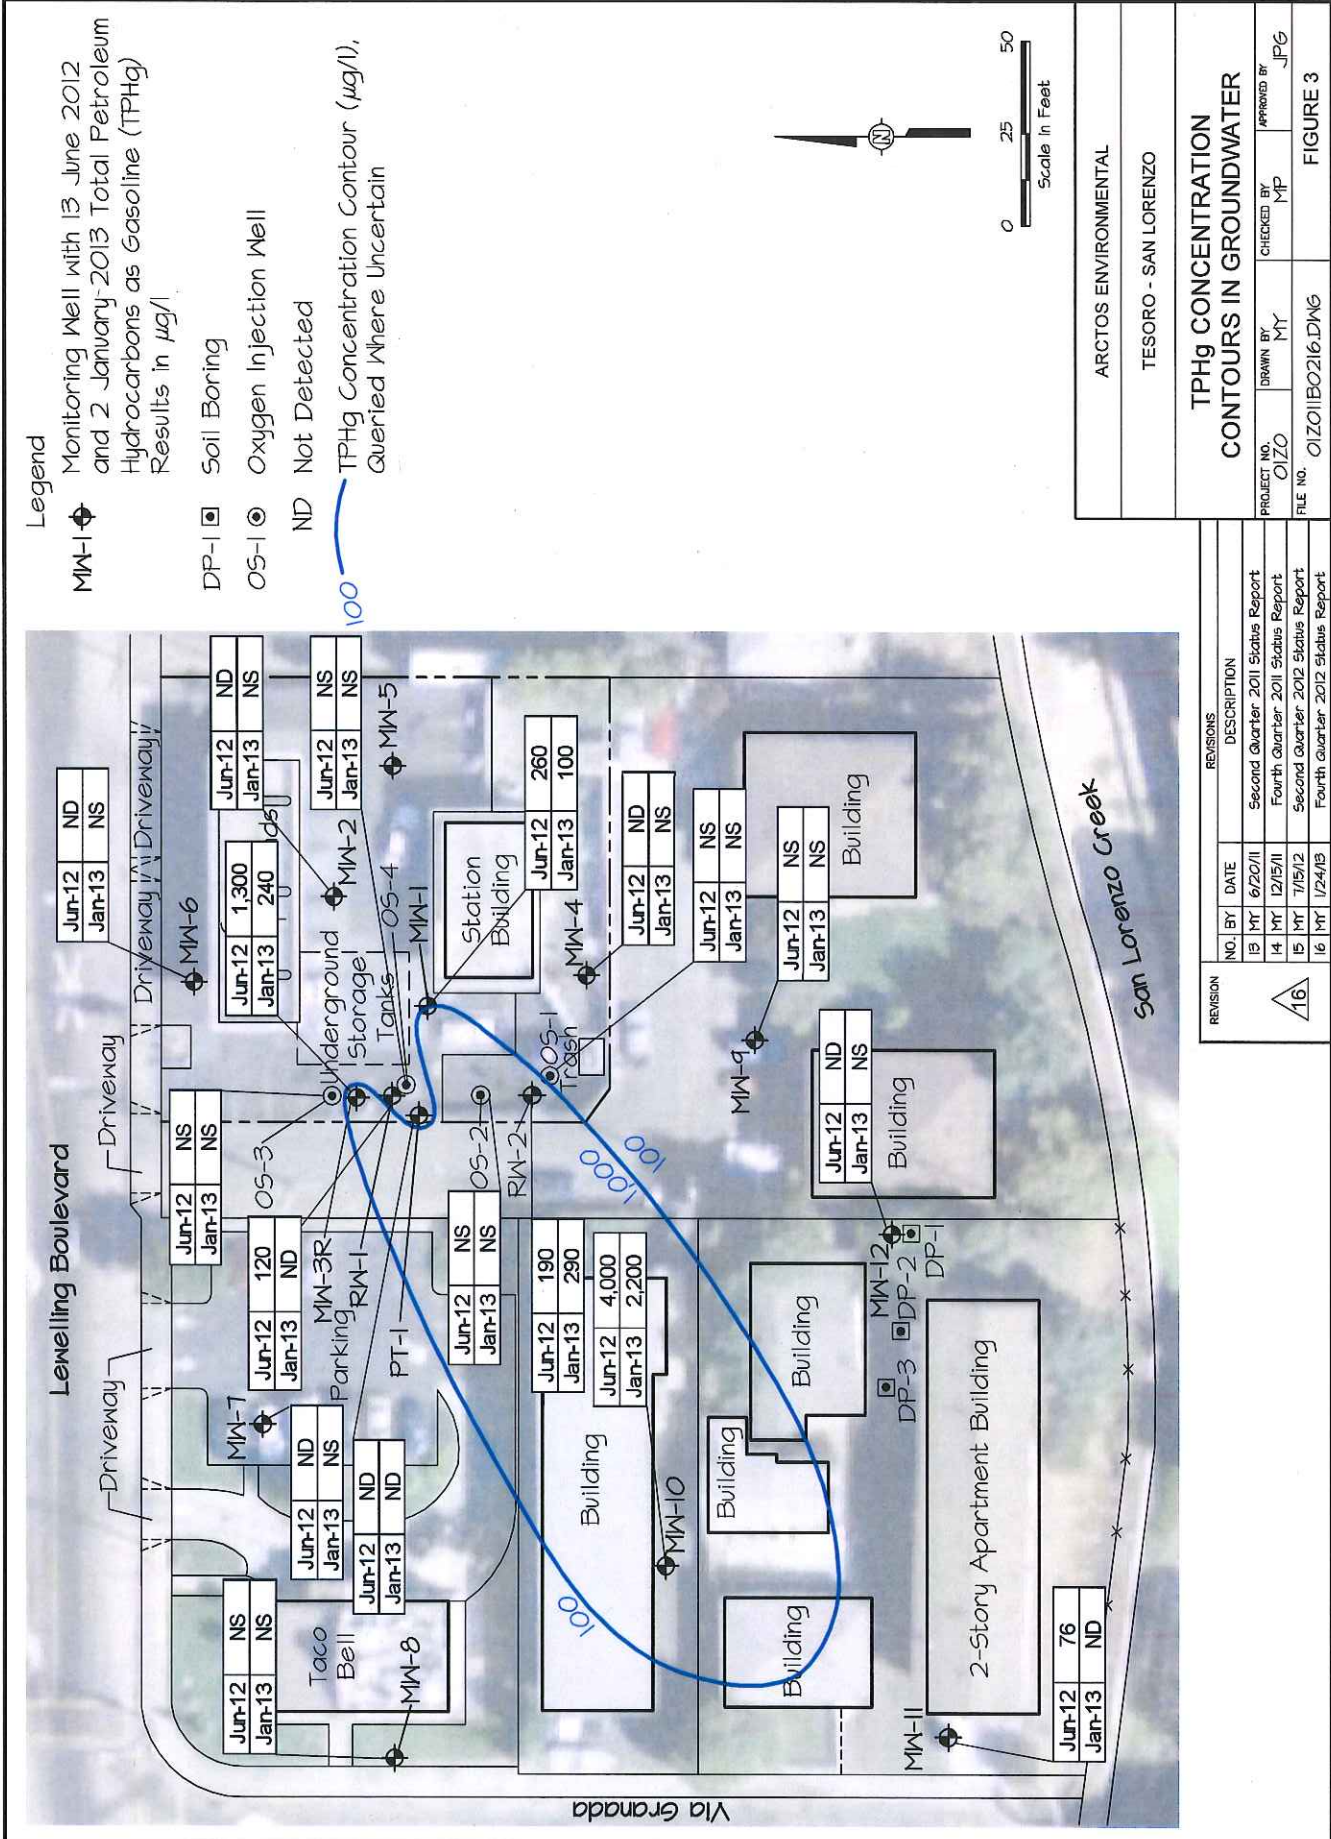 Legend
MW-1
Monitoring Well with 13 June 2012
and 2 January-2013 Total Petroleum
Hydrocarbons as Gasoline (TPHg)
Results in µg/l
DP-1
Soil Boring
OS-1
Oxygen Injection Well
ND
Not Detected
100
TPHg Concentration Contour (µg/l),
Queried Where Uncertain
0 25 50
Scale In Feet
N
Lewelling Boulevard
Driveway
Driveway
Driveway
Driveway
Jun-12 ND
Jan-13 NS
MW-6
Jun-12 ND
Jan-13 NS
MW-2
Jun-12 1,300
Jan-13 240
Jun-12 NS
Jan-13 NS
MW-5
Underground
Storage
Tanks
OS-4
MW-1
OS-3
Jun-12 NS
Jan-13 NS
Jun-12 120
Jan-13 ND
MW-3R
Parking
RW-1
PT-1
MW-7
Jun-12 ND
Jan-13 NS
Jun-12 ND
Jan-13 ND
Jun-12 NS
Jan-13 NS
Taco
Bell
MW-8
Jun-12 NS
Jan-13 NS
OS-2
RW-2
OS-1
Trash
Station
Building
Jun-12 260
Jan-13 100
MW-4
Jun-12 ND
Jan-13 NS
Jun-12 NS
Jan-13 NS
Jun-12 190
Jan-13 290
Jun-12 4,000
Jan-13 2,200
Building
MW-10
100
1,000
100
MW-9
Jun-12 NS
Jan-13 NS
Building
Jun-12 ND
Jan-13 NS
Building
MW-12
DP-1
DP-2
DP-3
Building
Building
Building
2-Story Apartment Building
MW-11
Jun-12 76
Jan-13 ND
San Lorenzo Creek
Via Granada
REVISION
16
REVISIONS
NO. BY DATE DESCRIPTION
13 MY 6/20/11 Second Quarter 2011 Status Report
14 MY 12/15/11 Fourth Quarter 2011 Status Report
15 MY 7/15/12 Second Quarter 2012 Status Report
16 MY 1/24/13 Fourth Quarter 2012 Status Report
ARCTOS ENVIRONMENTAL
TESORO - SAN LORENZO
TPHg CONCENTRATION
CONTOURS IN GROUNDWATER
PROJECT NO. 01ZO
DRAWN BY MY
CHECKED BY MP
APPROVED BY JPG
FILE NO. 01ZO11B0216.DWG
FIGURE 3